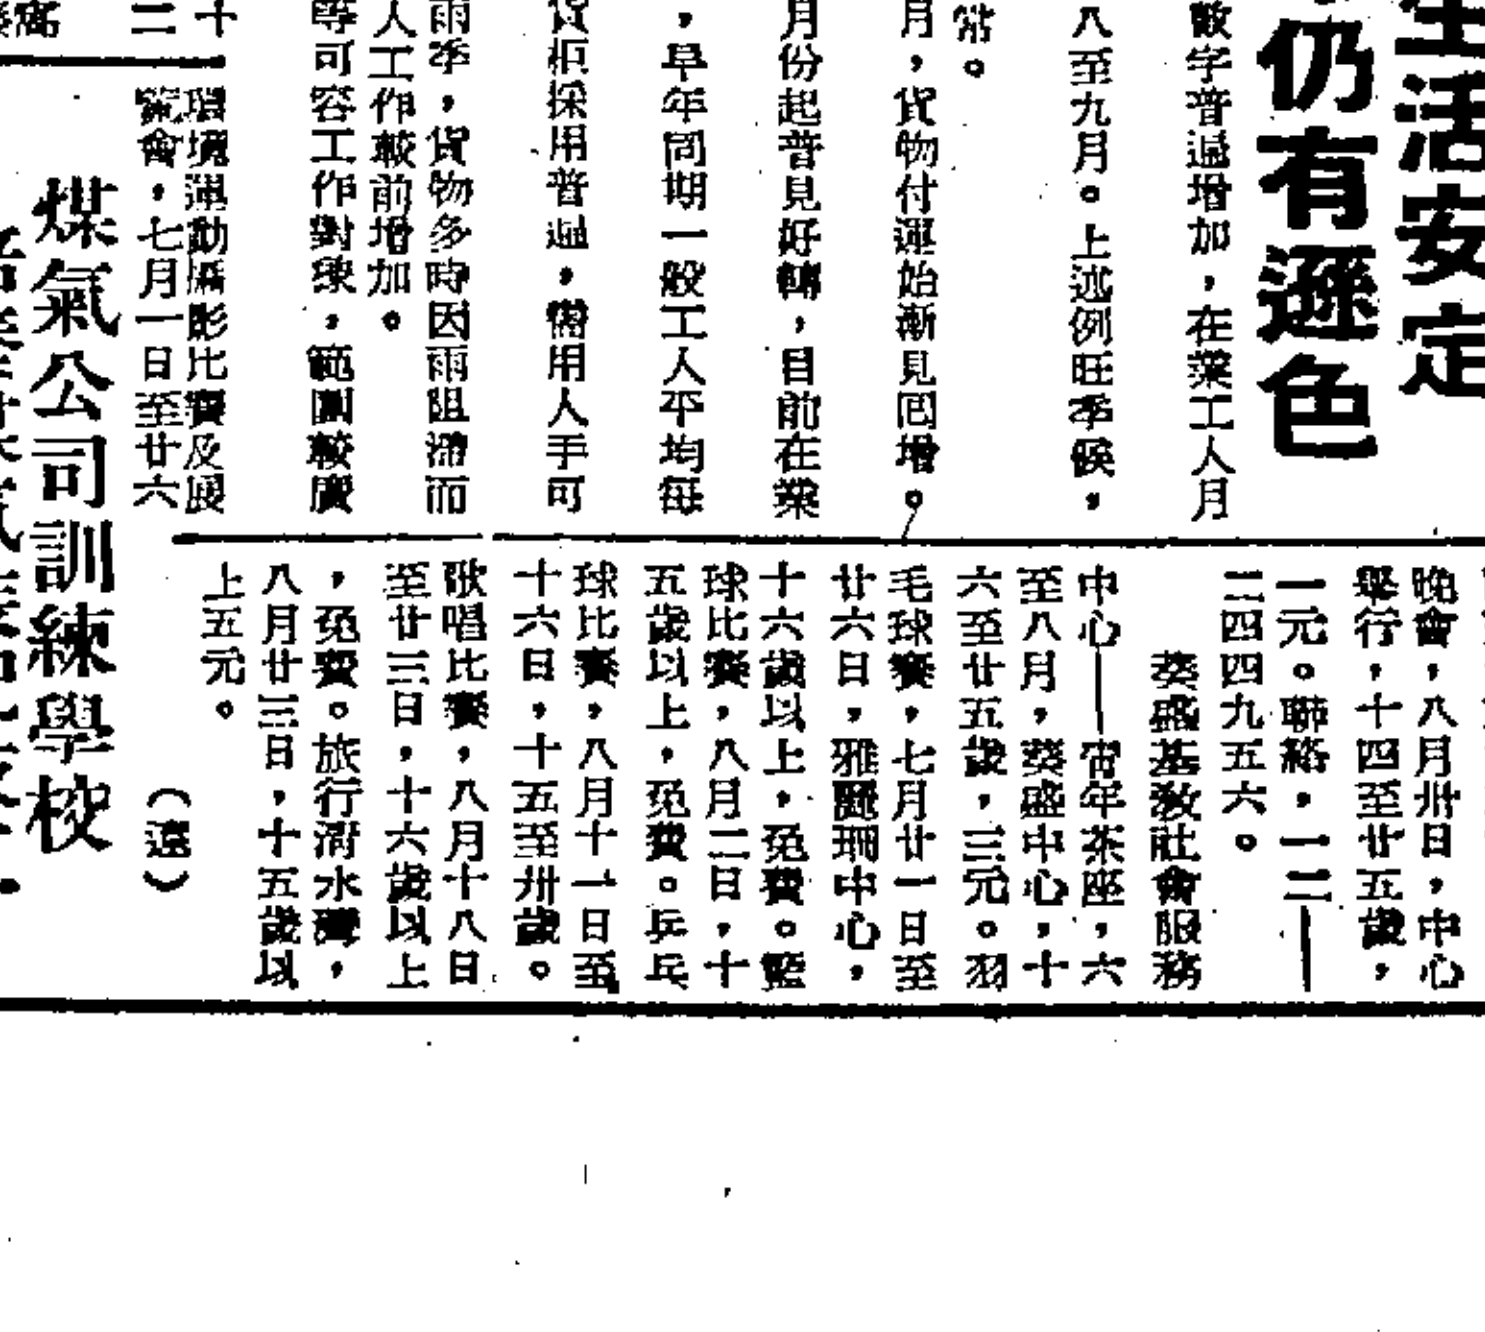 生活安定
仍有遜色
數字普遍增加,在業工人月
八至九月。上述例旺季候,
常。
月,貨物付運始漸見回增。
月份起普見好轉,目前在業
,早年同期一般工人平均每
貨柜採用普遍,需用人手可
雨季,貨物多時因雨阻滯而
人工作較前增加。
等可容工作對象,範圍較廣
晚會,八月卅日,中心
舉行,十四至廿五歲,
一元。聯絡,一二——
二四四九五六。
葵盛基教社會服務
中心——宵年茶座,六
至八月,葵盛中心,十
六至廿五歲,三元。羽
毛球賽,七月廿一日至
廿六日,雅麗珊中心,
十六歲以上,免費。籃
球比賽,八月二日,十
五歲以上,免費。乒乓
球比賽,八月十一日至
十六日,十五至卅歲。
歌唱比賽,八月十八日
至廿三日,十六歲以上
,免費。旅行清水灣,
八月廿三日,十五歲以
上五元。
(遠)
十
二
環境運動攝影比賽及展
覽會,七月一日至廿六
煤氣公司訓練學校